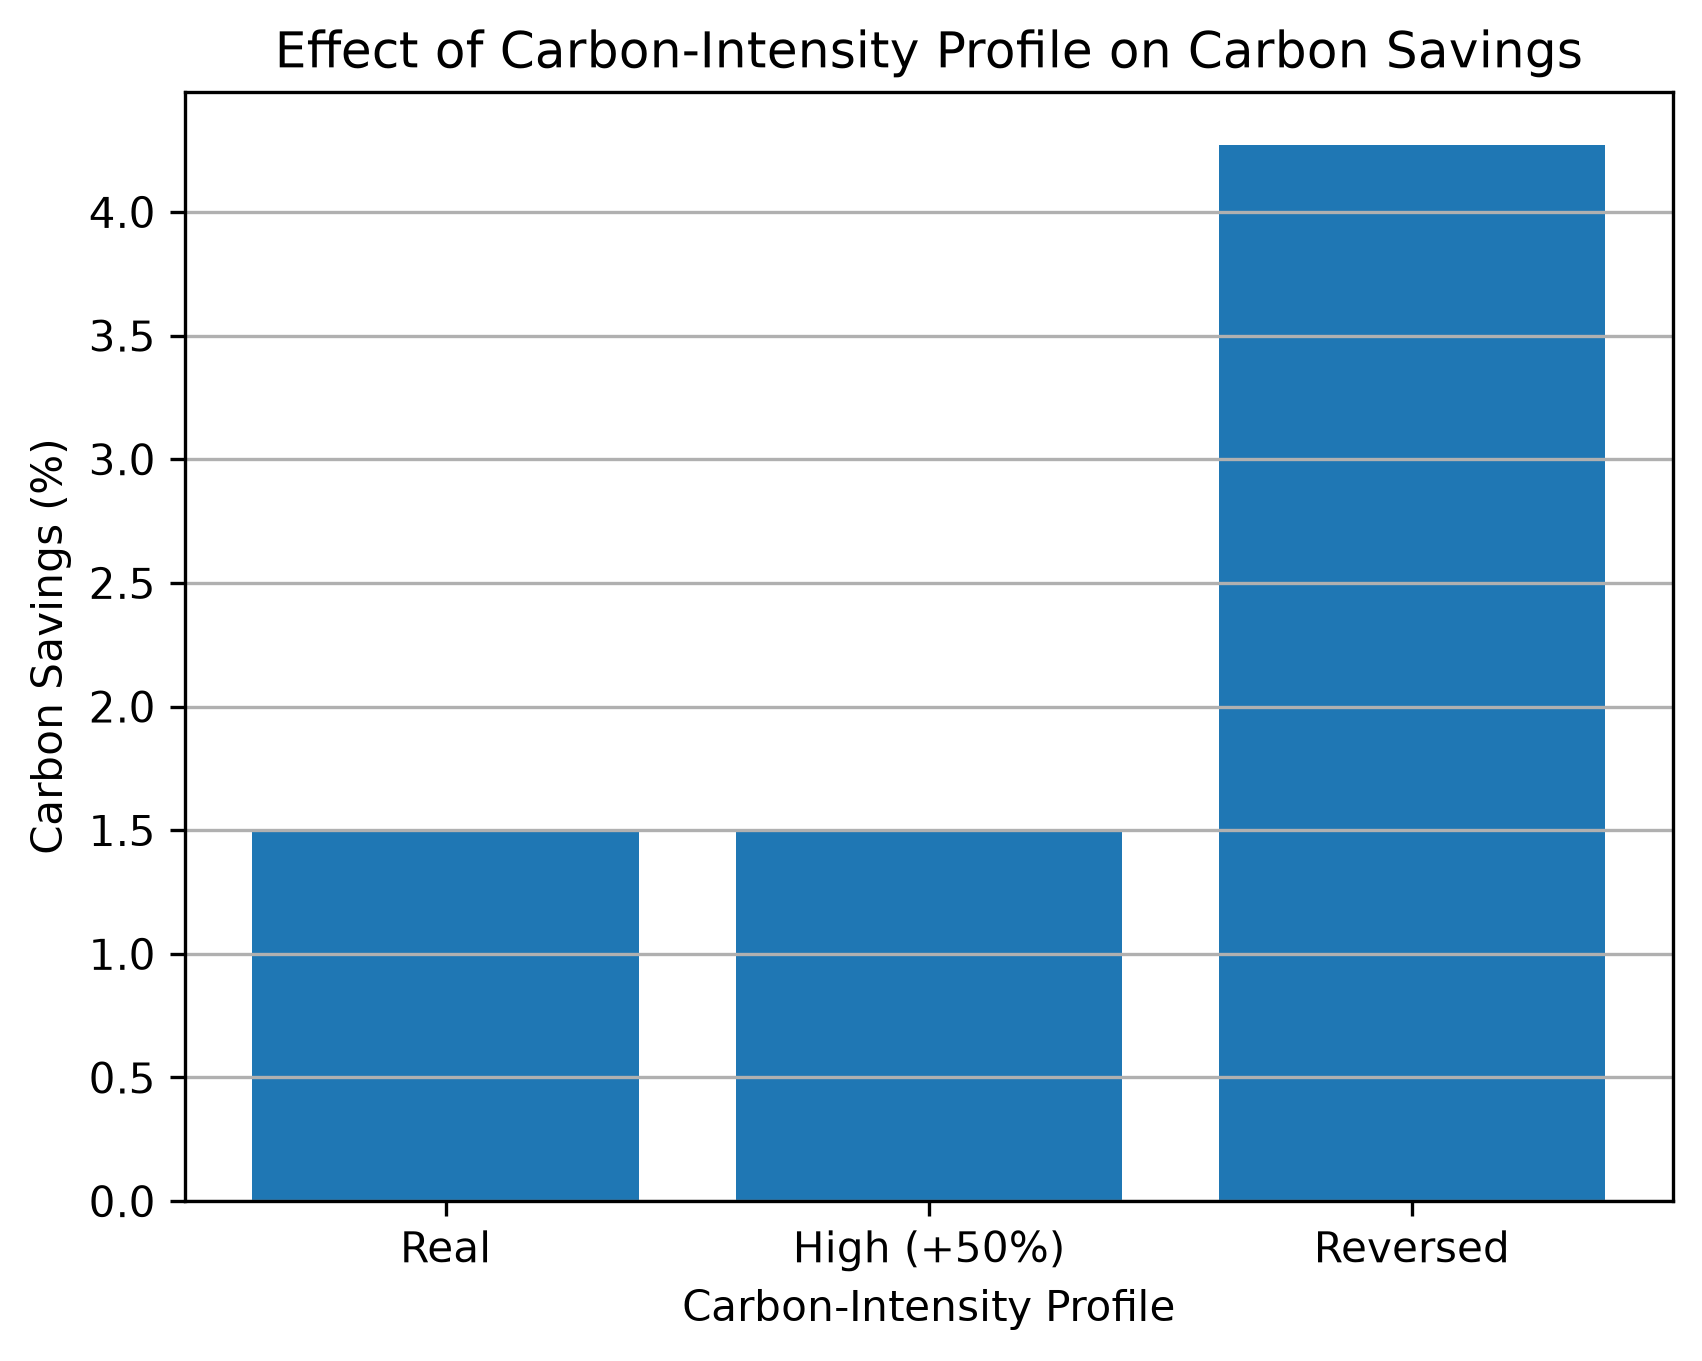 Effect of Carbon-Intensity Profile on Carbon Savings
Carbon Savings (%)
4.0
3.5
3.0
2.5
2.0
1.5
1.0
0.5
0.0
Real High (+50%) Reversed
Carbon-Intensity Profile